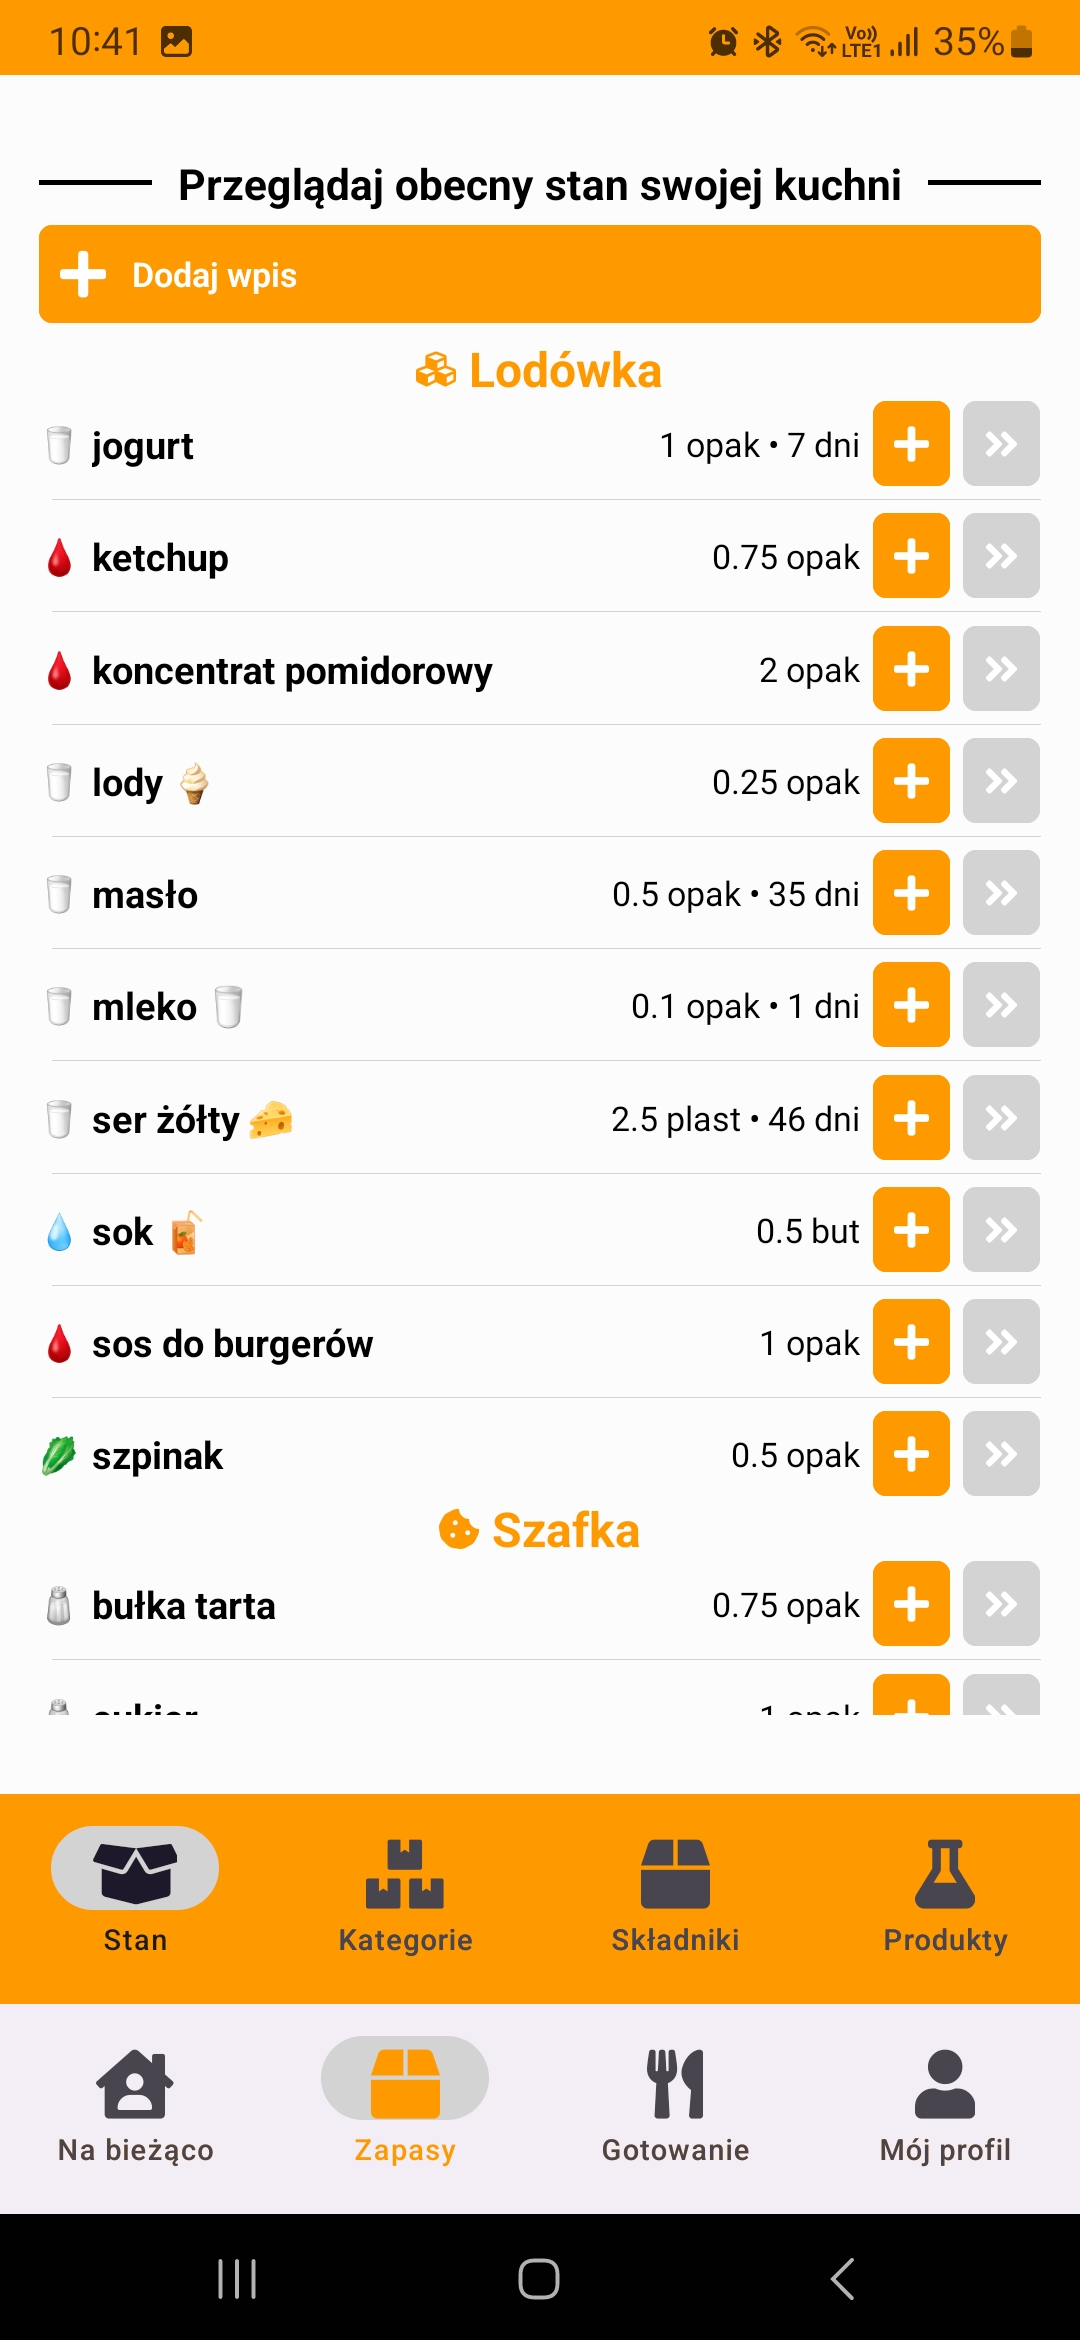 10:41 Vo)) LTE1 35%
Przeglądaj obecny stan swojej kuchni
Dodaj wpis
Lodówka
jogurt 1 opak • 7 dni
ketchup 0.75 opak
koncentrat pomidorowy 2 opak
lody 0.25 opak
masło 0.5 opak • 35 dni
mleko 0.1 opak • 1 dni
ser żółty 2.5 plast • 46 dni
sok 0.5 but
sos do burgerów 1 opak
szpinak 0.5 opak
Szafka
bułka tarta 0.75 opak
cukier 1 opak
Stan Kategorie Składniki Produkty
Na bieżąco Zapasy Gotowanie Mój profil